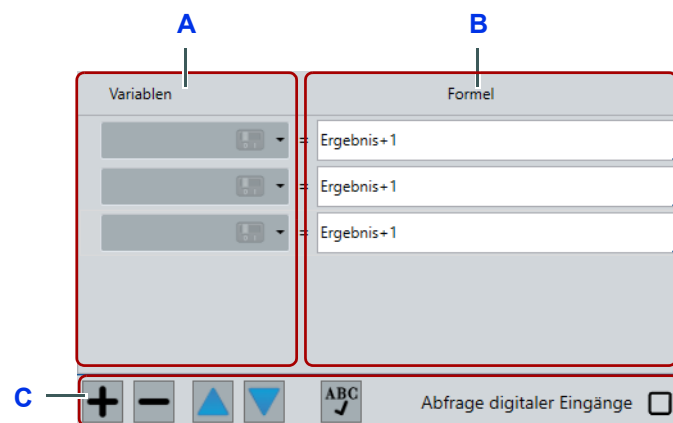 A B
Variablen Formel
= Ergebnis+1
= Ergebnis+1
= Ergebnis+1
C ABC Abfrage digitaler Eingänge